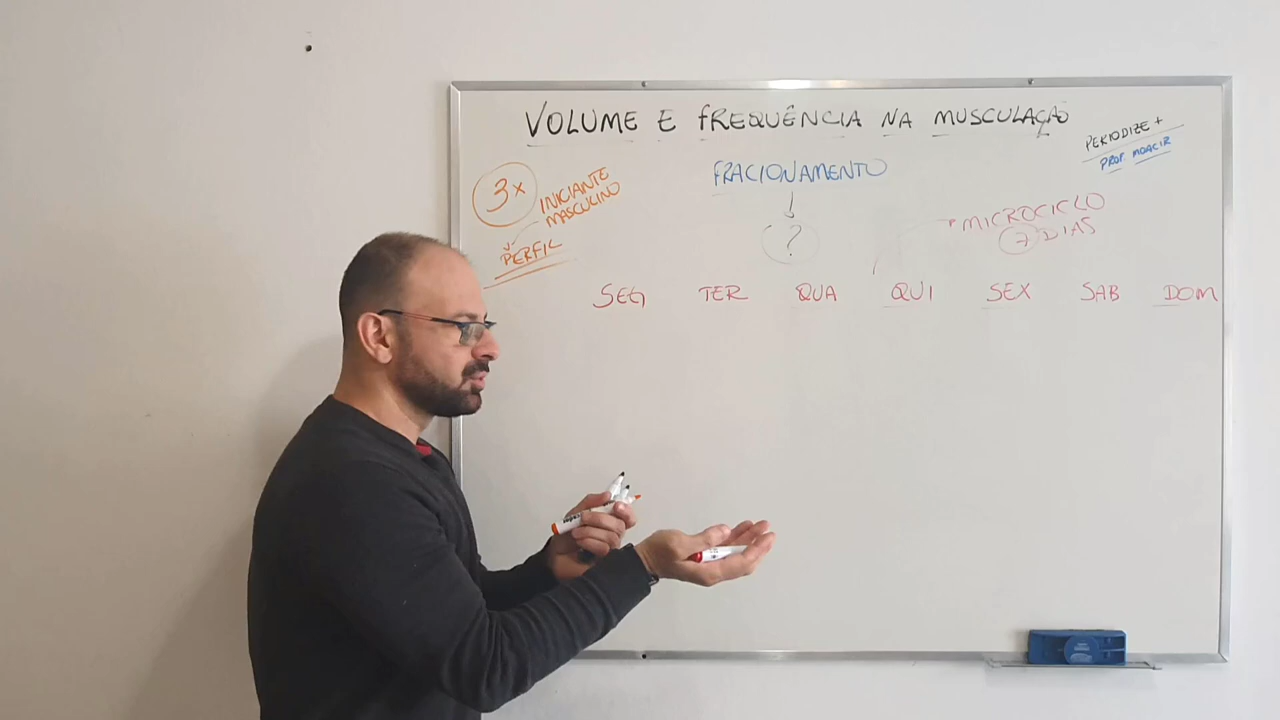 VOLUME E FREQUÊNCIA NA MUSCULAÇÃO
PERIODIZE +
PROF. MOACIR
FRACIONAMENTO
?
3x
INICIANTE
MASCULINO
PERFIL
MICROCICLO
7 DIAS
SEG TER QUA QUI SEX SAB DOM